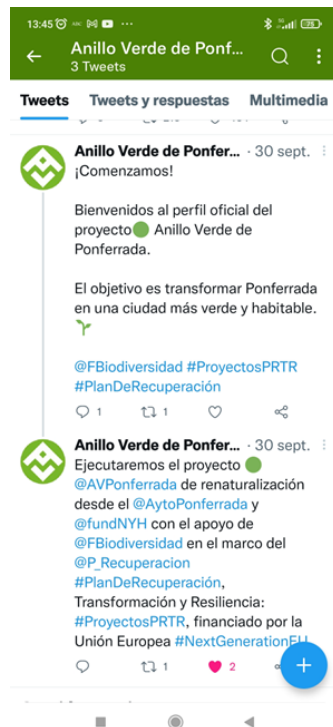 13:45
Anillo Verde de Ponf...
3 Tweets
Tweets Tweets y respuestas Multimedia
Anillo Verde de Ponfer... · 30 sept.
¡Comenzamos!
Bienvenidos al perfil oficial del
proyecto Anillo Verde de
Ponferrada.
El objetivo es transformar Ponferrada
en una ciudad más verde y habitable.
@FBiodiversidad #ProyectosPRTR
#PlanDeRecuperación
1 1
Anillo Verde de Ponfer... · 30 sept.
Ejecutaremos el proyecto
@AVPonferrada de renaturalización
desde el @AytoPonferrada y
@fundNYH con el apoyo de
@FBiodiversidad en el marco del
@P_Recuperacion
#PlanDeRecuperación,
Transformación y Resiliencia:
#ProyectosPRTR, financiado por la
Unión Europea #NextGenerationEU
1 2